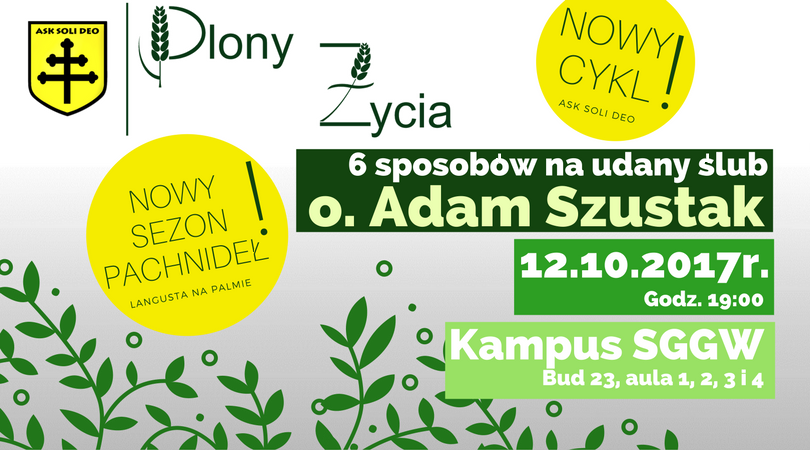 ASK SOLI DEO
Plony
Życia
NOWY
CYKL!
ASK SOLI DEO
NOWY
SEZON
PACHNIDEŁ!
LANGUSTA NA PALMIE
6 sposobów na udany ślub
o. Adam Szustak
12.10.2017r.
Godz. 19:00
Kampus SGGW
Bud 23, aula 1, 2, 3 i 4